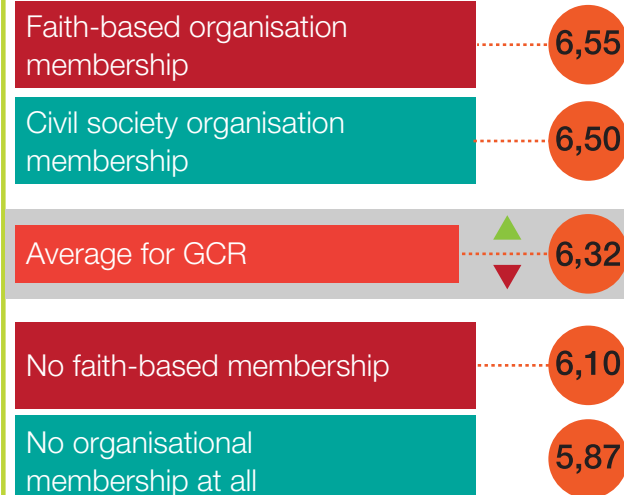 Faith-based organisation
membership
6,55
Civil society organisation
membership
6,50
Average for GCR
6,32
No faith-based membership
6,10
No organisational
membership at all
5,87